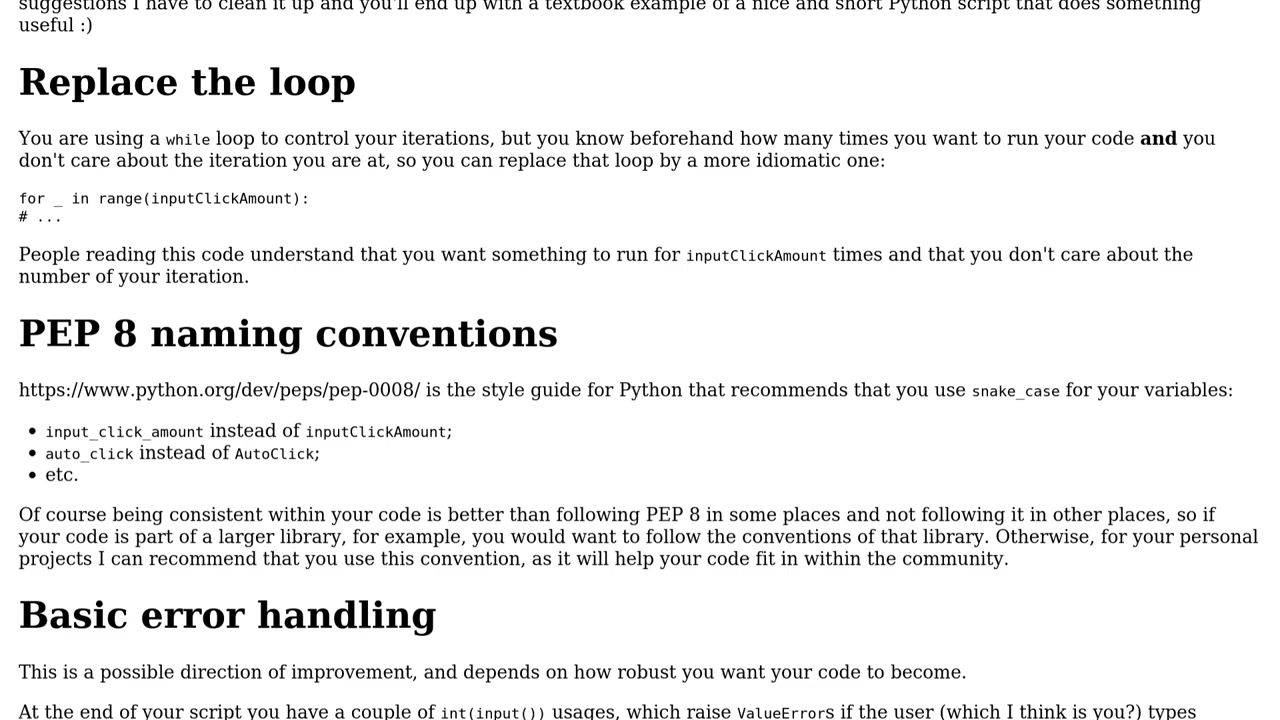 suggestions I have to clean it up and you'll end up with a textbook example of a nice and short Python script that does something
useful :)
Replace the loop
You are using a while loop to control your iterations, but you know beforehand how many times you want to run your code and you
don't care about the iteration you are at, so you can replace that loop by a more idiomatic one:
for _ in range(inputClickAmount):
# ...
People reading this code understand that you want something to run for inputClickAmount times and that you don't care about the
number of your iteration.
PEP 8 naming conventions
https://www.python.org/dev/peps/pep-0008/ is the style guide for Python that recommends that you use snake_case for your variables:
• input_click_amount instead of inputClickAmount;
• auto_click instead of AutoClick;
• etc.
Of course being consistent within your code is better than following PEP 8 in some places and not following it in other places, so if
your code is part of a larger library, for example, you would want to follow the conventions of that library. Otherwise, for your personal
projects I can recommend that you use this convention, as it will help your code fit in within the community.
Basic error handling
This is a possible direction of improvement, and depends on how robust you want your code to become.
At the end of your script you have a couple of int(input()) usages, which raise ValueErrors if the user (which I think is you?) types